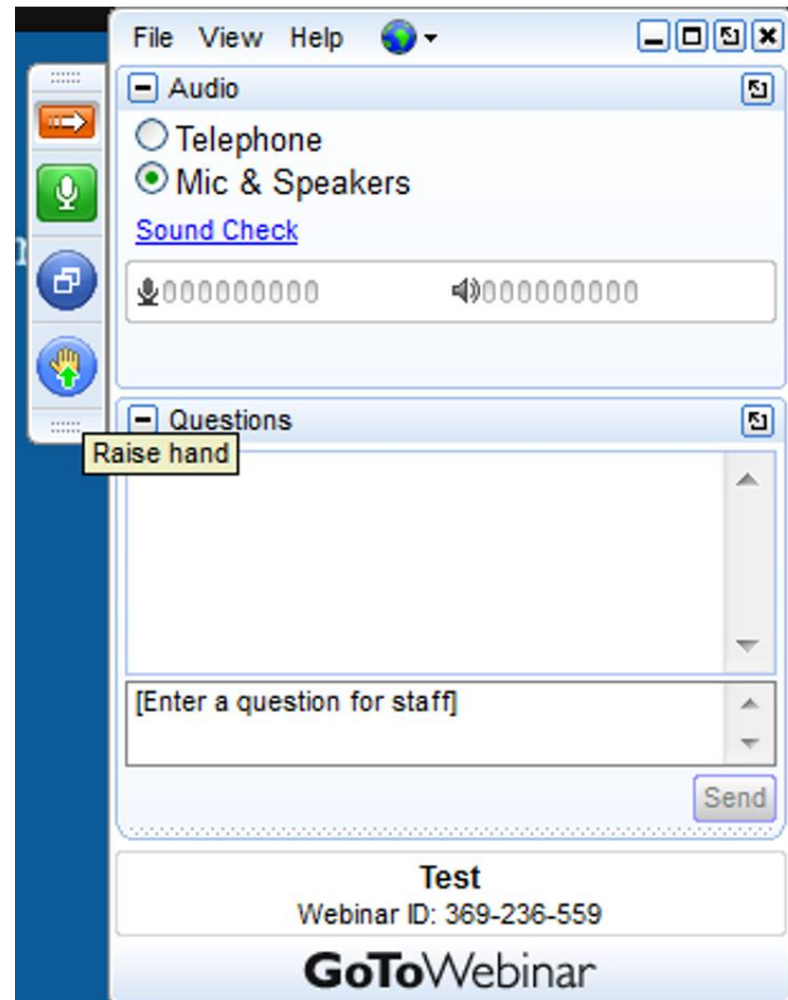 File View Help
Audio
Telephone
Mic & Speakers
Sound Check
000000000 000000000
Questions
Raise hand
[Enter a question for staff]
Send
Test
Webinar ID: 369-236-559
GoToWebinar